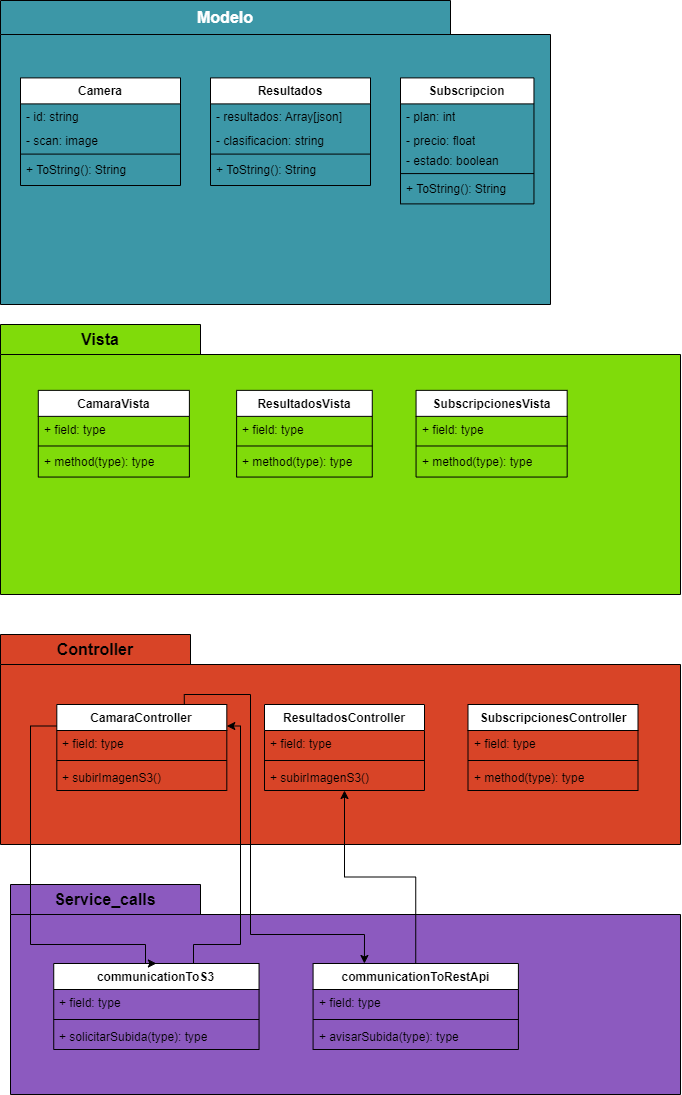 Modelo
Camera
- id: string
- scan: image
+ ToString(): String
Resultados
- resultados: Array[json]
- clasificacion: string
+ ToString(): String
Subscripcion
- plan: int
- precio: float
- estado: boolean
+ ToString(): String
Vista
CamaraVista
+ field: type
+ method(type): type
ResultadosVista
+ field: type
+ method(type): type
SubscripcionesVista
+ field: type
+ method(type): type
Controller
CamaraController
+ field: type
+ subirImagenS3()
ResultadosController
+ field: type
+ subirImagenS3()
SubscripcionesController
+ field: type
+ method(type): type
Service_calls
communicationToS3
+ field: type
+ solicitarSubida(type): type
communicationToRestApi
+ field: type
+ avisarSubida(type): type